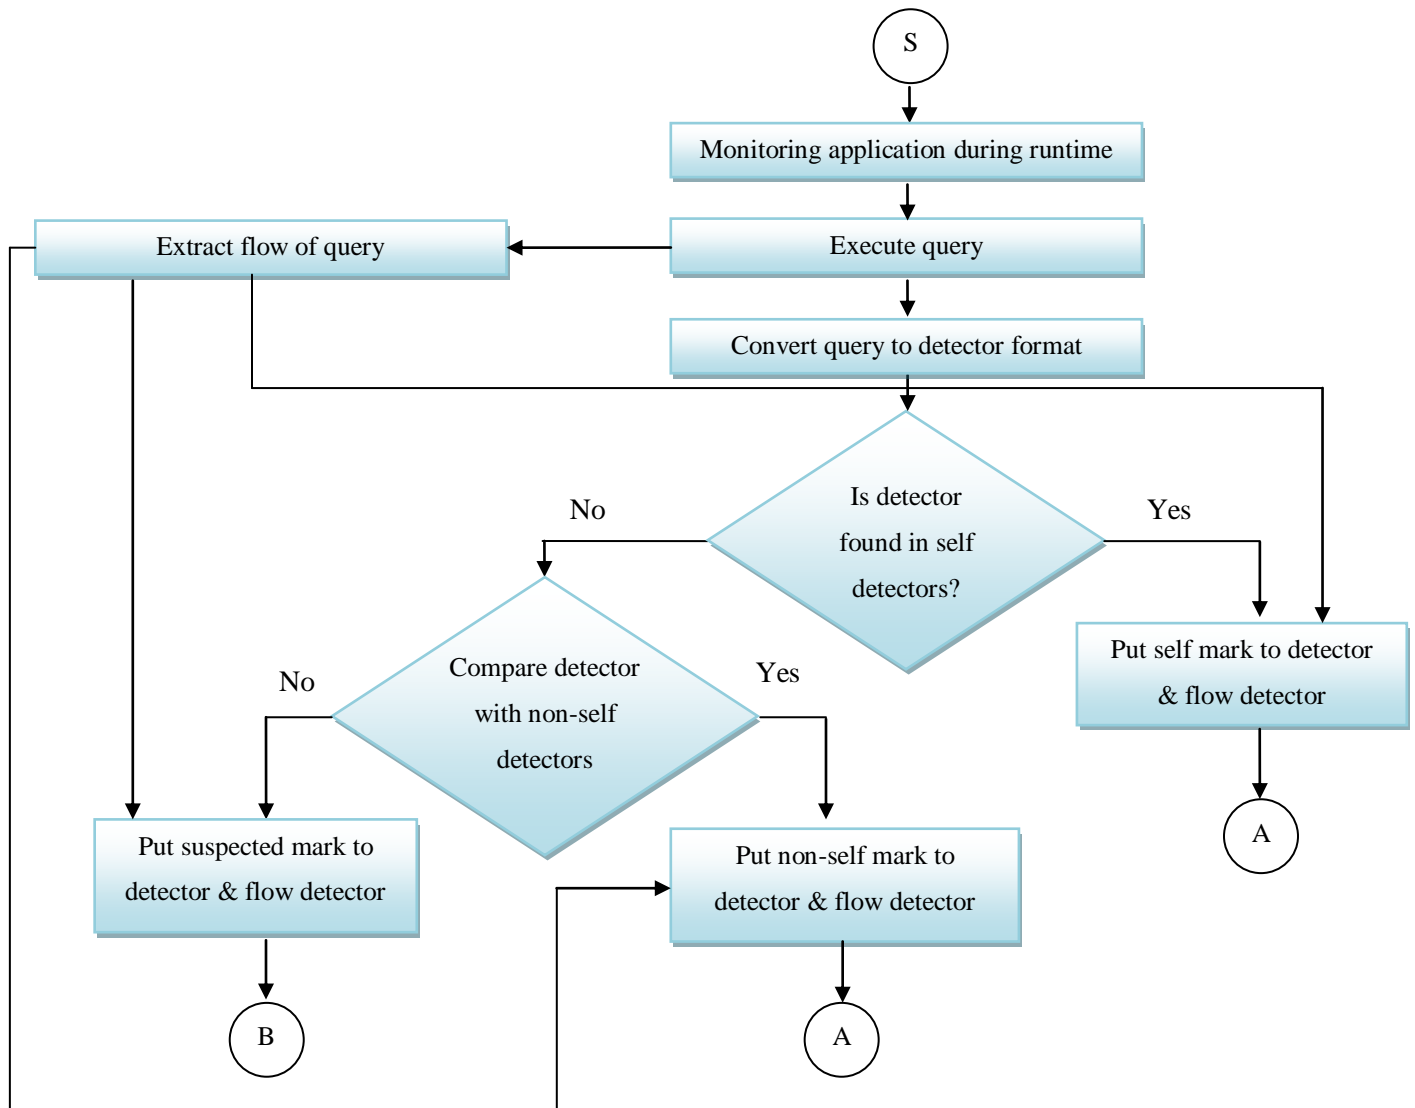 S
Monitoring application during runtime
Extract flow of query
Execute query
Convert query to detector format
Is detector
found in self
detectors?
No
Yes
Put self mark to detector
& flow detector
Compare detector
with non-self
detectors
No
Yes
A
Put suspected mark to
detector & flow detector
Put non-self mark to
detector & flow detector
B
A